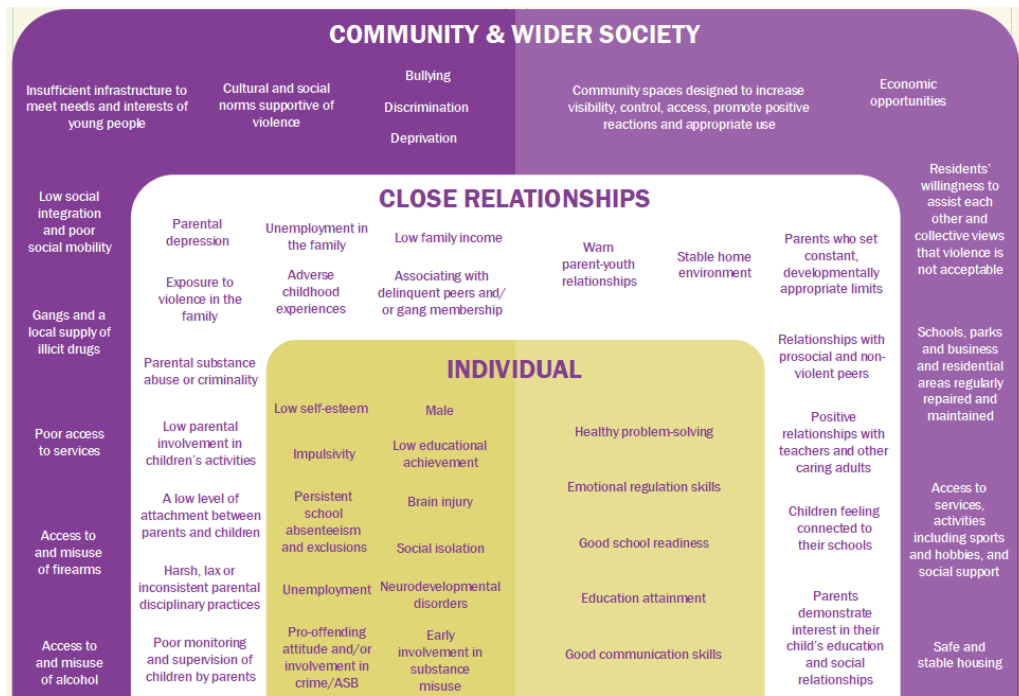 COMMUNITY & WIDER SOCIETY
Insufficient infrastructure to
meet needs and interests of
young people
Cultural and social
norms supportive of
violence
Bullying
Discrimination
Deprivation
Community spaces designed to increase
visibility, control, access, promote positive
reactions and appropriate use
Economic
opportunities
Low social
integration
and poor
social mobility
Gangs and a
local supply of
illicit drugs
Poor access
to services
Access to
and misuse
of firearms
Access to
and misuse
of alcohol
Residents'
willingness to
assist each
other and
collective views
that violence is
not acceptable
Schools, parks
and business
and residential
areas regularly
repaired and
maintained
Access to
services,
activities
including sports
and hobbies, and
social support
Safe and
stable housing
CLOSE RELATIONSHIPS
Parental
depression
Unemployment in
the family
Low family income
Exposure to
violence in the
family
Adverse
childhood
experiences
Associating with
delinquent peers and/
or gang membership
Parental substance
abuse or criminality
Low parental
involvement in
children's activities
A low level of
attachment between
parents and children
Harsh, lax or
inconsistent parental
disciplinary practices
Poor monitoring
and supervision of
children by parents
Warn
parent-youth
relationships
Stable home
environment
Parents who set
constant,
developmentally
appropriate limits
Relationships with
prosocial and non-
violent peers
Positive
relationships with
teachers and other
caring adults
Children feeling
connected to
their schools
Parents
demonstrate
interest in their
child's education
and social
relationships
INDIVIDUAL
Low self-esteem
Male
Impulsivity
Low educational
achievement
Persistent
school
absenteeism
and exclusions
Brain injury
Social isolation
Unemployment
Neurodevelopmental
disorders
Pro-offending
attitude and/or
involvement in
crime/ASB
Early
involvement in
substance
misuse
Healthy problem-solving
Emotional regulation skills
Good school readiness
Education attainment
Good communication skills